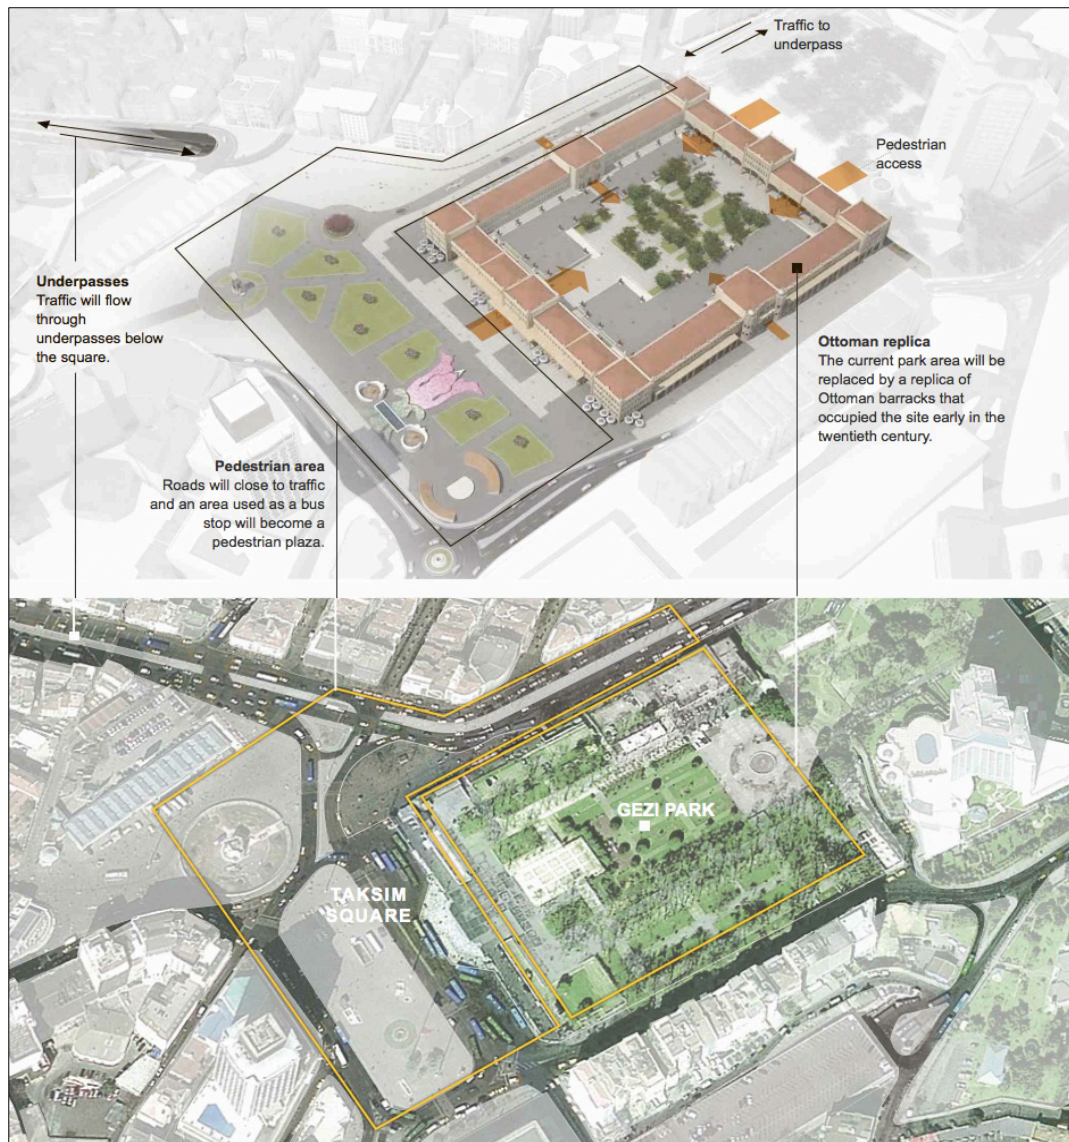 Traffic to
underpass
Pedestrian
access
Underpasses
Traffic will flow
through
underpasses below
the square.
Ottoman replica
The current park area will be
replaced by a replica of
Ottoman barracks that
occupied the site early in the
twentieth century.
Pedestrian area
Roads will close to traffic
and an area used as a bus
stop will become a
pedestrian plaza.
GEZI PARK
TAKSIM
SQUARE